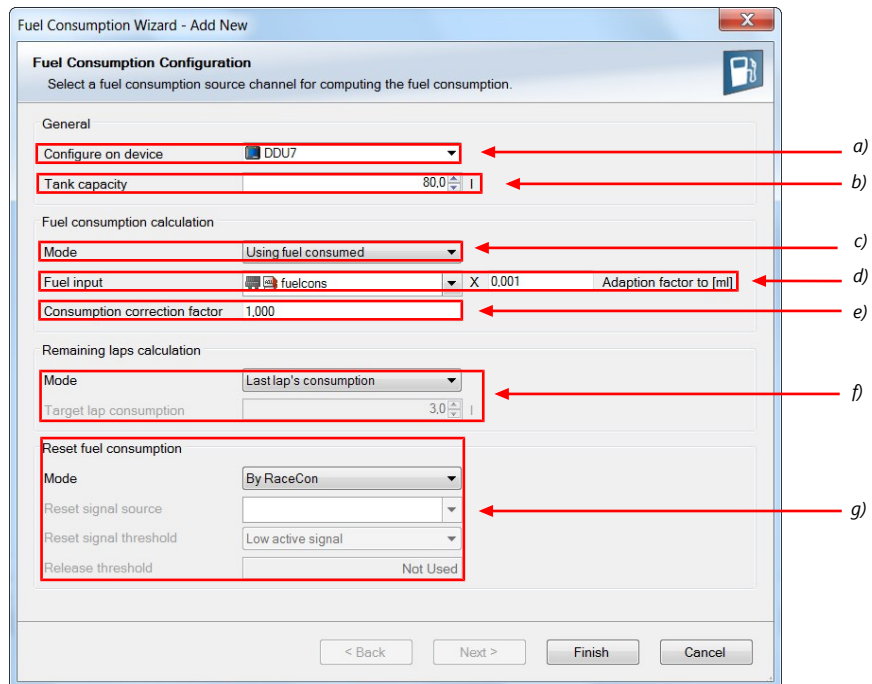 Fuel Consumption Wizard - Add New
X
Fuel Consumption Configuration
Select a fuel consumption source channel for computing the fuel consumption.
General
Configure on device DDU7 a)
Tank capacity 80,0 l b)
Fuel consumption calculation
Mode Using fuel consumed c)
Fuel input fuelcons X 0,001 Adaption factor to [ml] d)
Consumption correction factor 1,000 e)
Remaining laps calculation
Mode Last lap's consumption
f)
Target lap consumption 3,0 l
Reset fuel consumption
Mode By RaceCon
Reset signal source g)
Reset signal threshold Low active signal
Release threshold Not Used
< Back Next > Finish Cancel